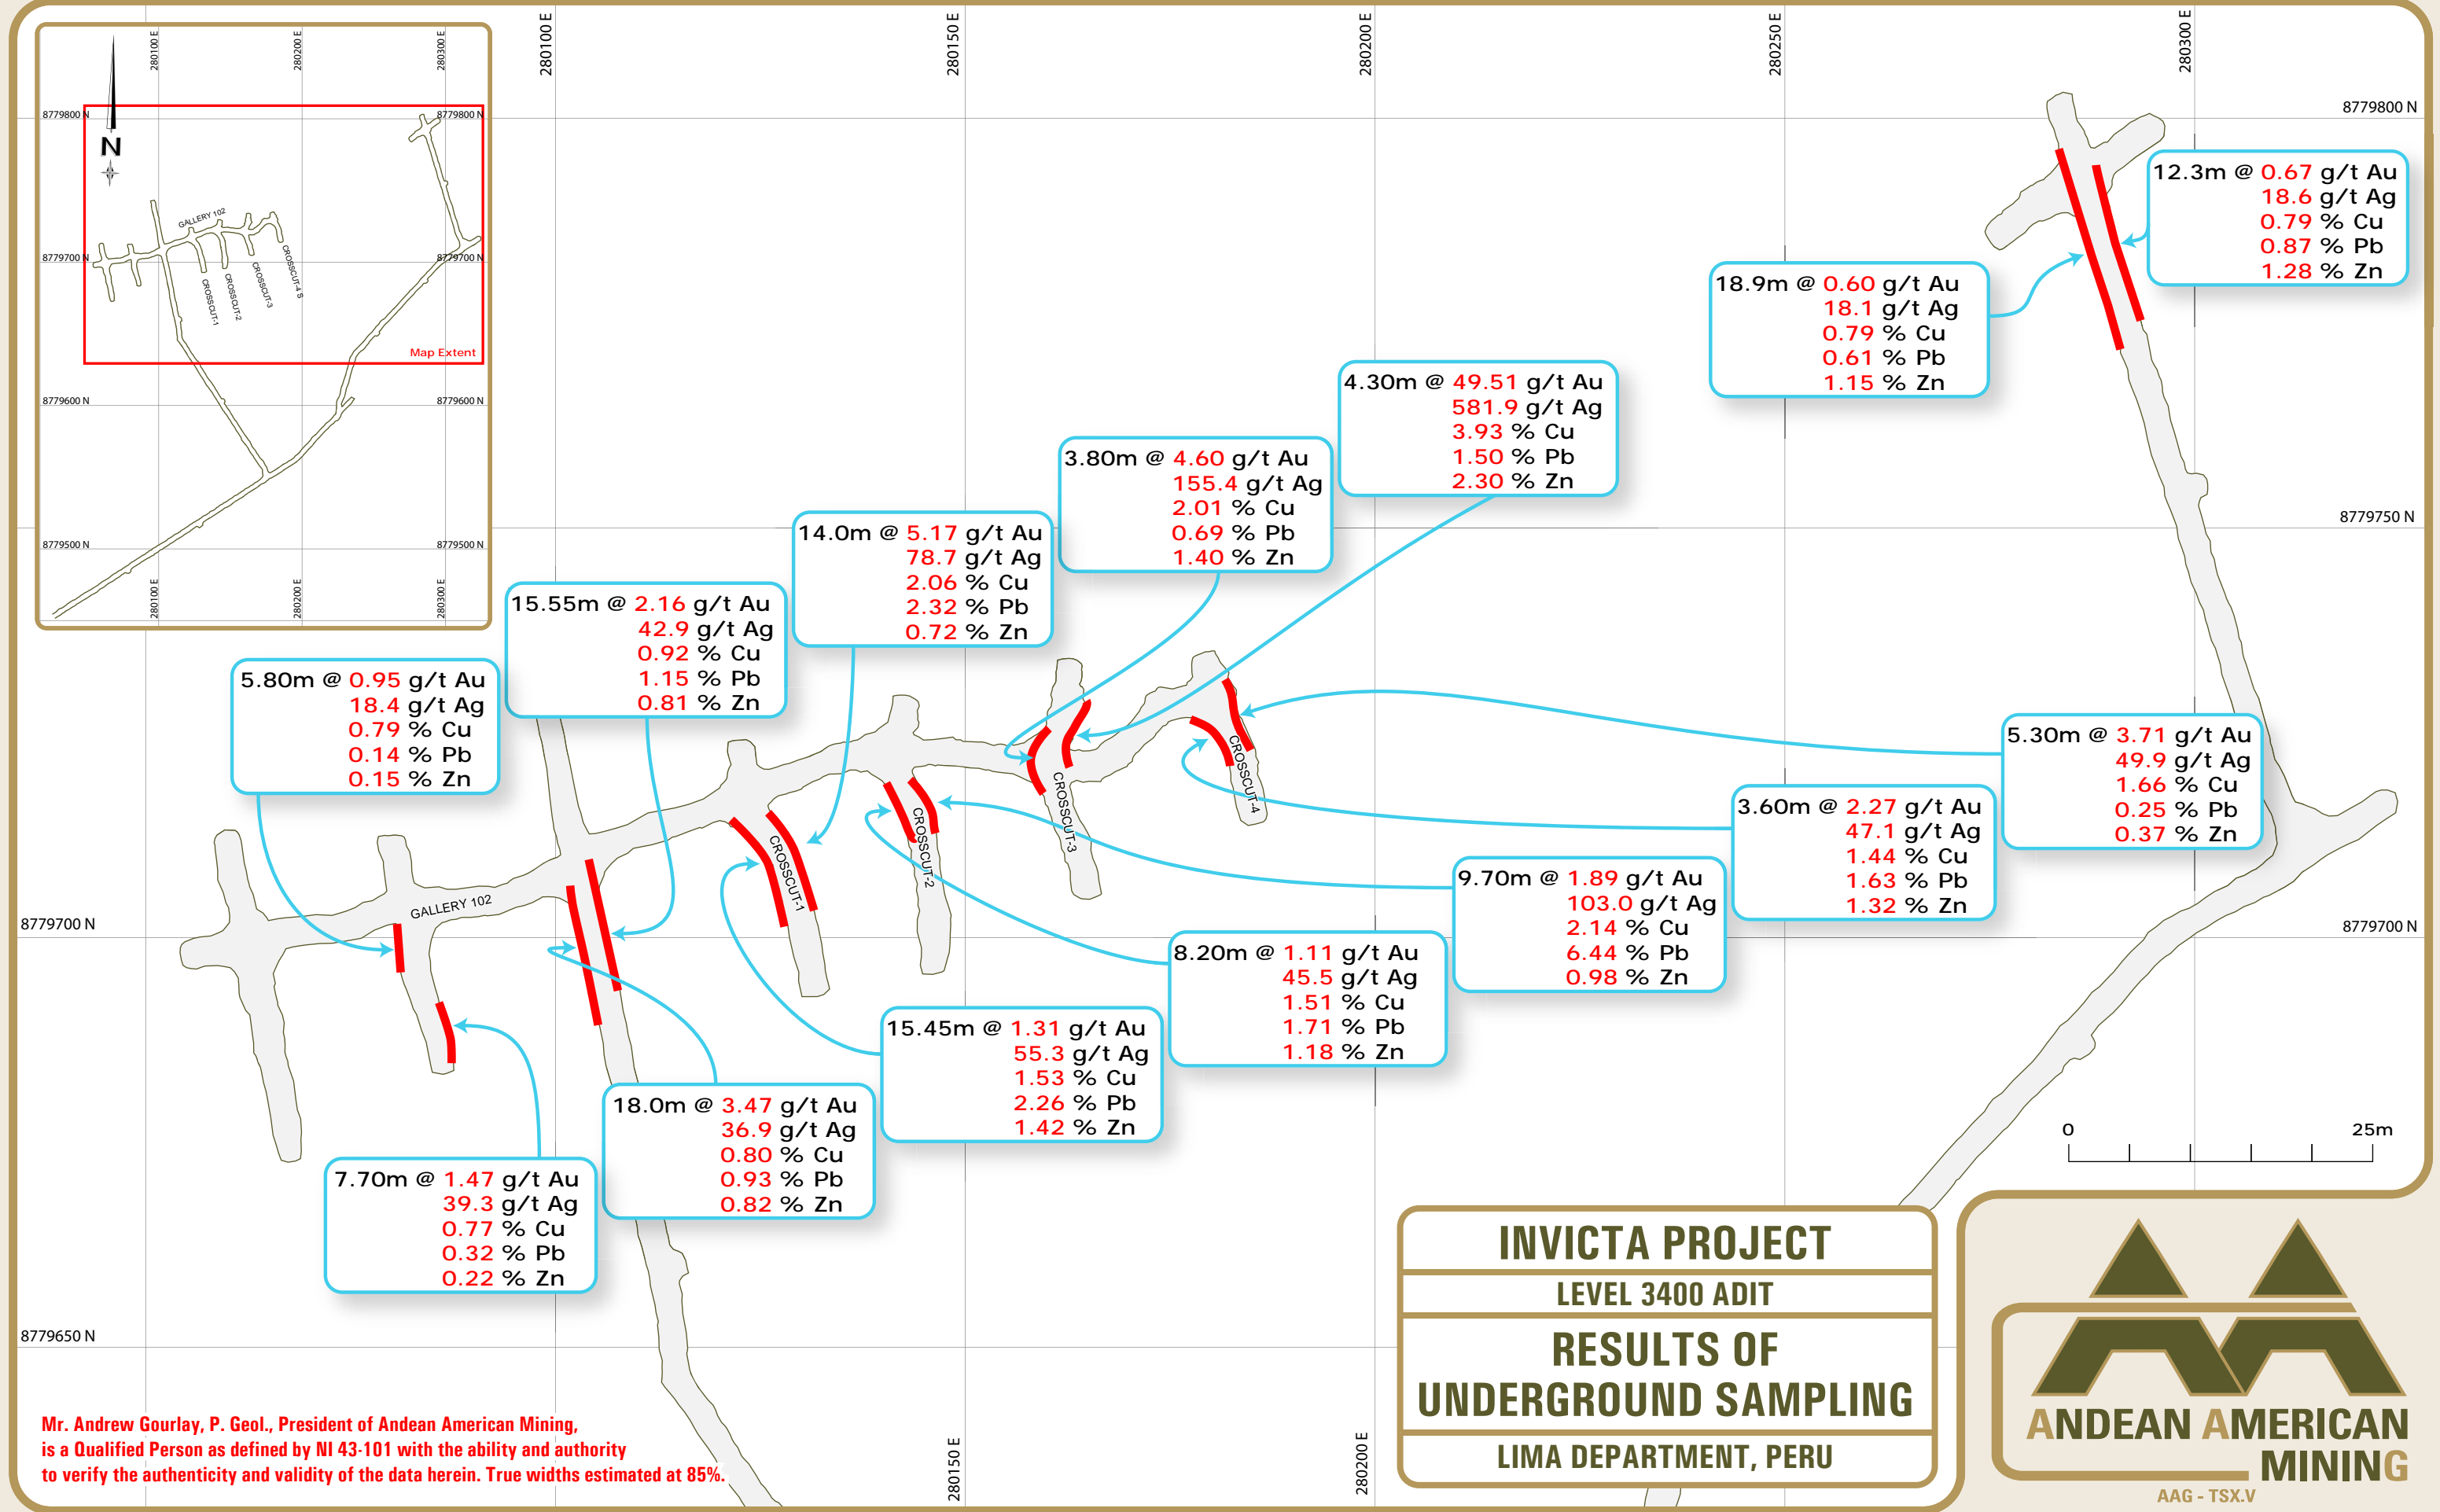 280100 E
280150 E
280200 E
280250 E
280300 E
280100 E
280200 E
280300 E
8779800 N
8779800 N
N
GALLERY 102
8779700 N
8779700 N
CROSSCUT-1
CROSSCUT-2
CROSSCUT-3
CROSSCUT-4 S
Map Extent
8779600 N
8779600 N
8779500 N
8779500 N
280100 E
280200 E
280300 E
8779800 N
12.3m @ 0.67 g/t Au
18.6 g/t Ag
0.79 % Cu
0.87 % Pb
1.28 % Zn
18.9m @ 0.60 g/t Au
18.1 g/t Ag
0.79 % Cu
0.61 % Pb
1.15 % Zn
4.30m @ 49.51 g/t Au
581.9 g/t Ag
3.93 % Cu
1.50 % Pb
2.30 % Zn
3.80m @ 4.60 g/t Au
155.4 g/t Ag
2.01 % Cu
0.69 % Pb
1.40 % Zn
8779750 N
14.0m @ 5.17 g/t Au
78.7 g/t Ag
2.06 % Cu
2.32 % Pb
0.72 % Zn
15.55m @ 2.16 g/t Au
42.9 g/t Ag
0.92 % Cu
1.15 % Pb
0.81 % Zn
5.80m @ 0.95 g/t Au
18.4 g/t Ag
0.79 % Cu
0.14 % Pb
0.15 % Zn
5.30m @ 3.71 g/t Au
49.9 g/t Ag
1.66 % Cu
0.25 % Pb
0.37 % Zn
3.60m @ 2.27 g/t Au
47.1 g/t Ag
1.44 % Cu
1.63 % Pb
1.32 % Zn
9.70m @ 1.89 g/t Au
103.0 g/t Ag
2.14 % Cu
6.44 % Pb
0.98 % Zn
8.20m @ 1.11 g/t Au
45.5 g/t Ag
1.51 % Cu
1.71 % Pb
1.18 % Zn
15.45m @ 1.31 g/t Au
55.3 g/t Ag
1.53 % Cu
2.26 % Pb
1.42 % Zn
18.0m @ 3.47 g/t Au
36.9 g/t Ag
0.80 % Cu
0.93 % Pb
0.82 % Zn
7.70m @ 1.47 g/t Au
39.3 g/t Ag
0.77 % Cu
0.32 % Pb
0.22 % Zn
GALLERY 102
CROSSCUT-1
CROSSCUT-2
CROSSCUT-3
CROSSCUT-4
8779700 N
8779700 N
0 25m
8779650 N
280150 E
280200 E
INVICTA PROJECT
LEVEL 3400 ADIT
RESULTS OF
UNDERGROUND SAMPLING
LIMA DEPARTMENT, PERU
Mr. Andrew Gourlay, P. Geol., President of Andean American Mining,
is a Qualified Person as defined by NI 43-101 with the ability and authority
to verify the authenticity and validity of the data herein. True widths estimated at 85%.
ANDEAN AMERICAN
MINING
AAG - TSX.V